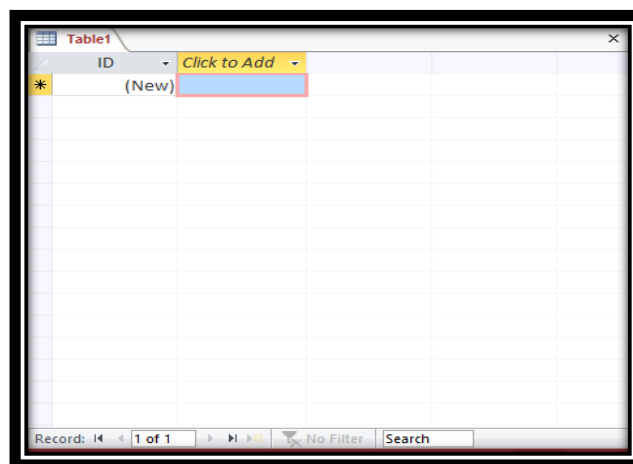 Table1
ID Click to Add
(New)
Record: 1 of 1 No Filter Search